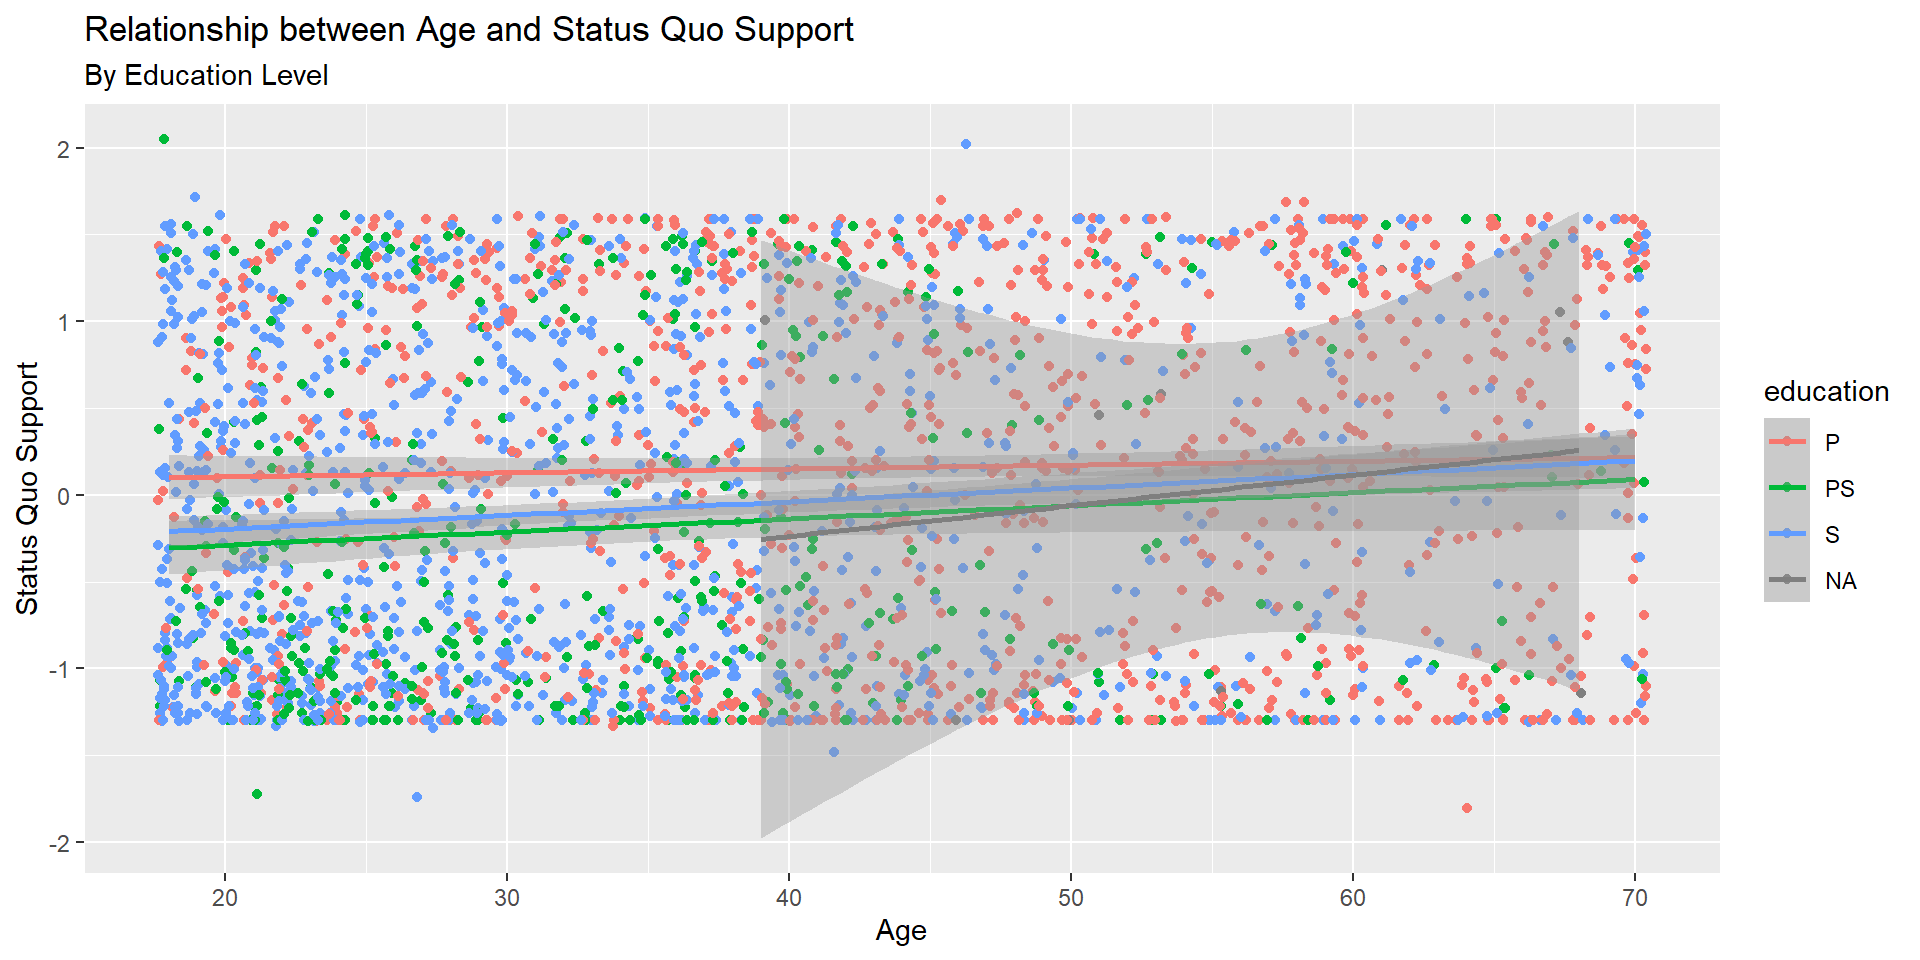 Relationship between Age and Status Quo Support
By Education Level
Status Quo Support
2
1
0
-1
-2
20 30 40 50 60 70
Age
education
P
PS
S
NA